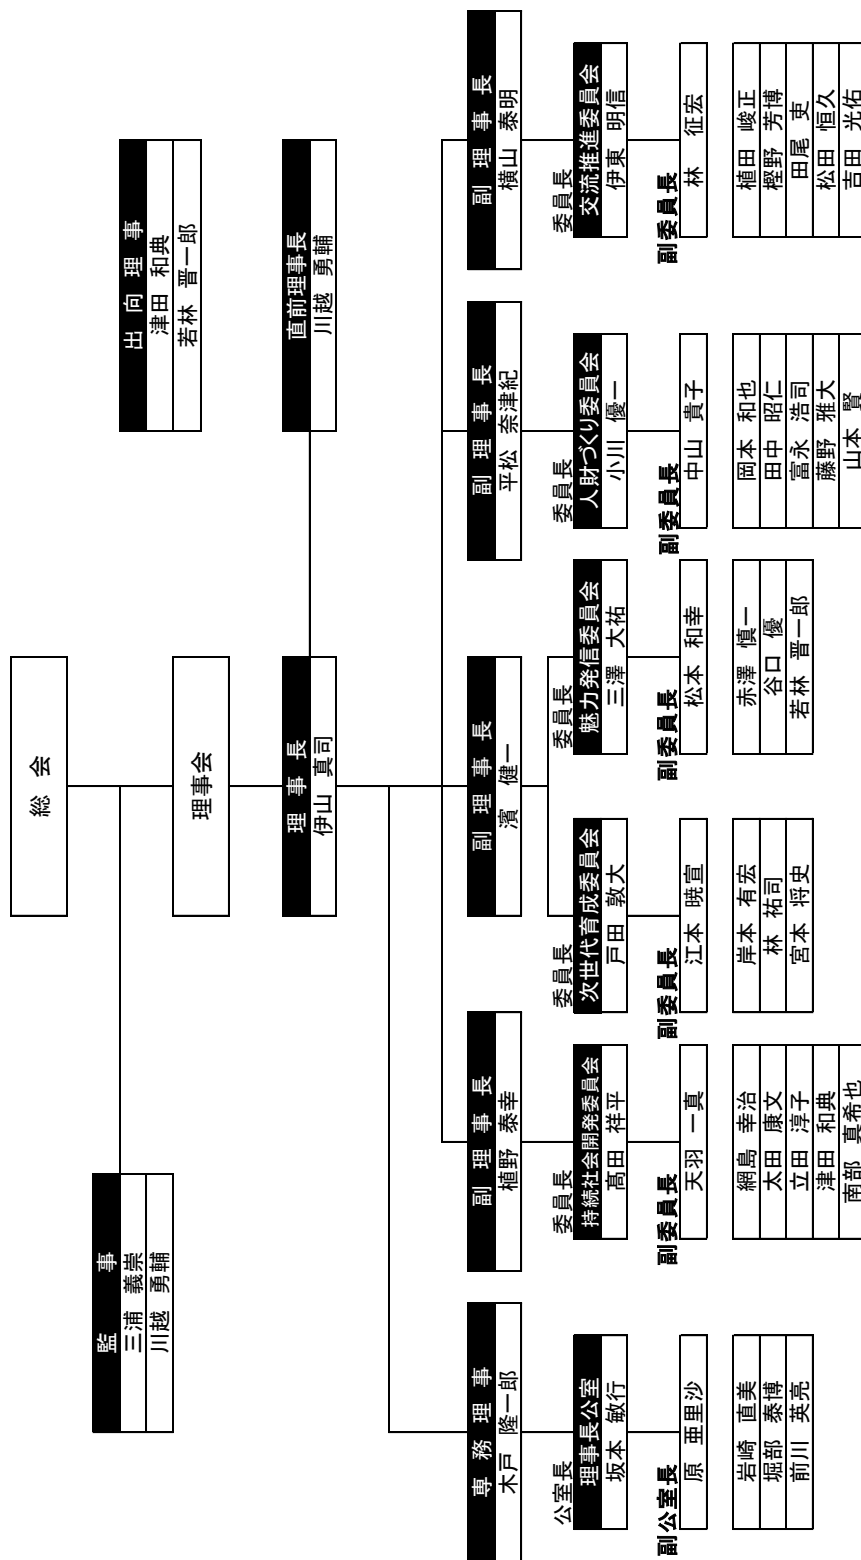 総会
監事
三浦 義崇
川越 勇輔
出向理事
津田 和典
若林 晋一郎
理事会
理事長
伊山 真司
直前理事長
川越 勇輔
専務理事
木戸 隆一郎
公室長
理事長公室
坂本 敏行
副公室長
原 亜里沙
岩崎 直美
堀部 泰博
前川 英亮
副理事長
植野 泰幸
委員長
持続社会開発委員会
髙田 祥平
副委員長
天羽 一真
網島 幸治
太田 康文
立田 淳子
津田 和典
南部 真希也
副理事長
濱 健一
委員長
次世代育成委員会
戸田 敦大
副委員長
江本 暁宣
岸本 有宏
林 祐司
宮本 将史
委員長
魅力発信委員会
三澤 大祐
副委員長
松本 和幸
赤澤 慎一
谷口 優
若林 晋一郎
副理事長
平松 奈津紀
委員長
人財づくり委員会
小川 優一
副委員長
中山 貴子
岡本 和也
田中 昭仁
富永 浩司
藤野 雅大
山本 賢
副理事長
横山 泰明
委員長
交流推進委員会
伊東 明信
副委員長
林 征宏
植田 峻正
樫野 芳博
田尾 吏
松田 恒久
吉田 光佑